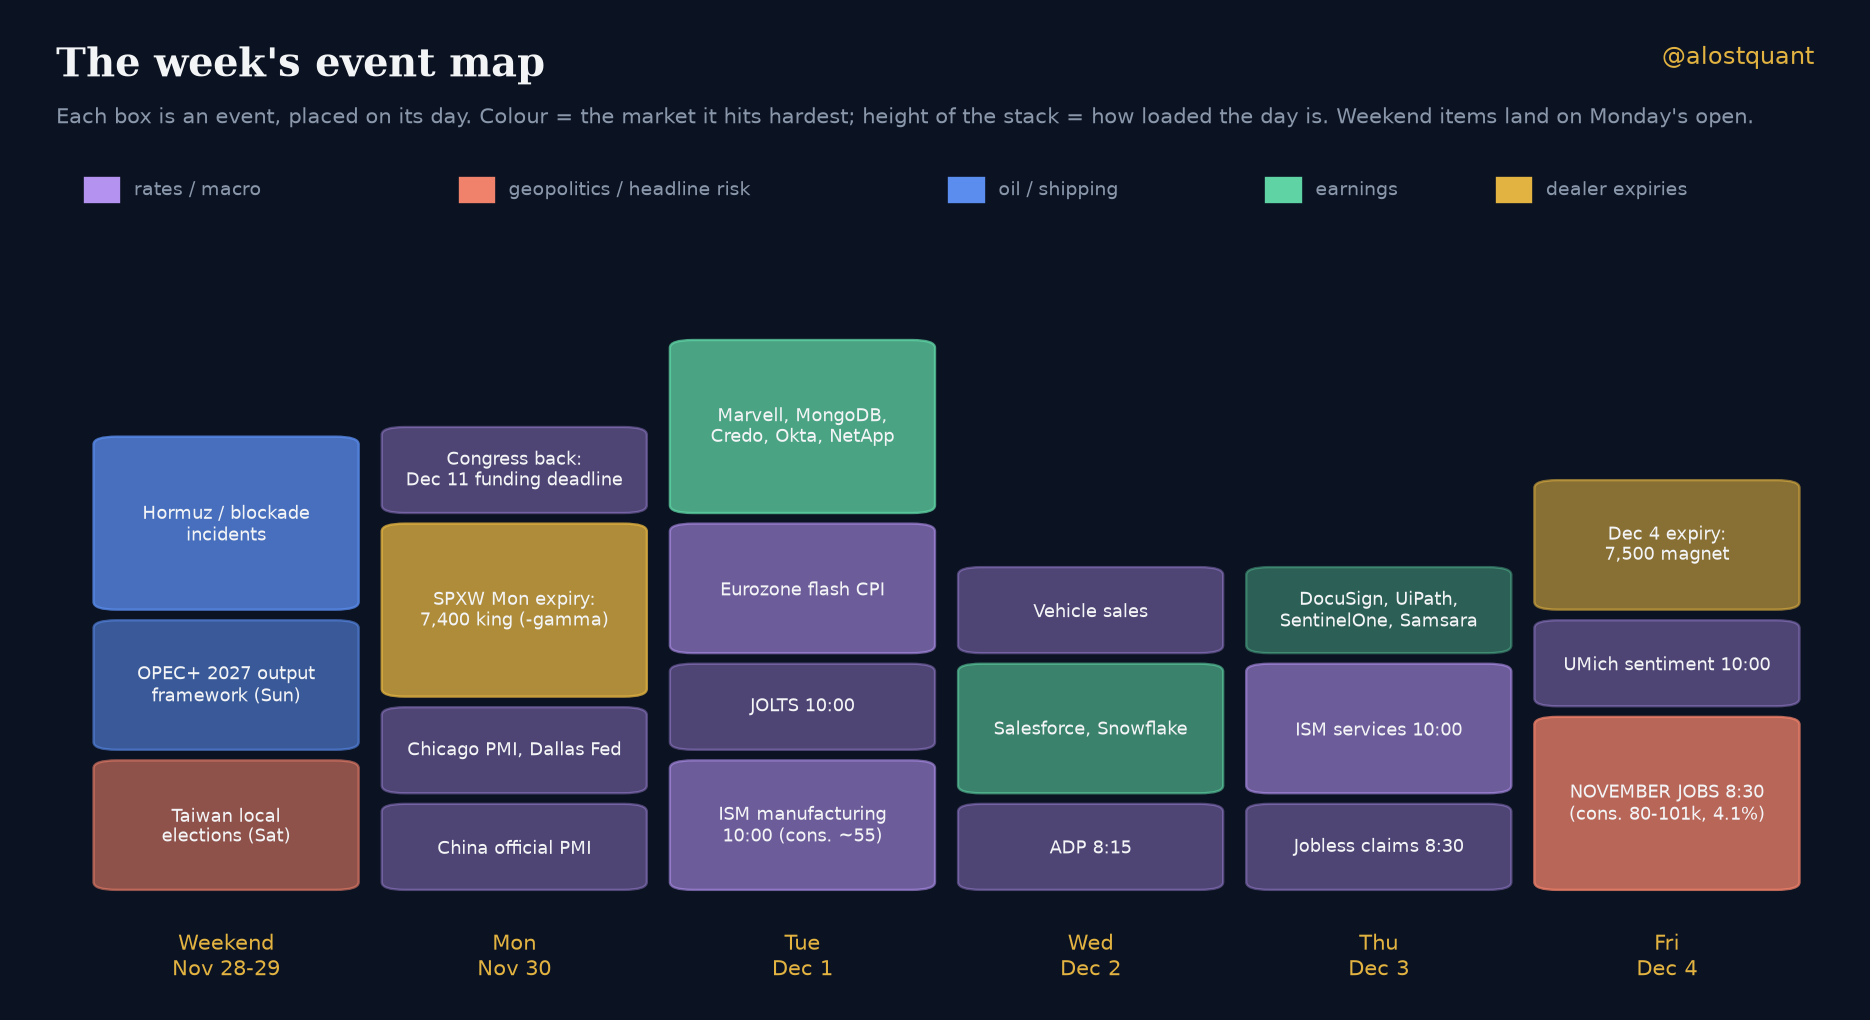 The week's event map
@alostquant
Each box is an event, placed on its day. Colour = the market it hits hardest; height of the stack = how loaded the day is. Weekend items land on Monday's open.
rates / macro
geopolitics / headline risk
oil / shipping
earnings
dealer expiries
Hormuz / blockade
incidents
OPEC+ 2027 output
framework (Sun)
Taiwan local
elections (Sat)
Weekend
Nov 28-29
Congress back:
Dec 11 funding deadline
SPXW Mon expiry:
7,400 king (-gamma)
Chicago PMI, Dallas Fed
China official PMI
Mon
Nov 30
Marvell, MongoDB,
Credo, Okta, NetApp
Eurozone flash CPI
JOLTS 10:00
ISM manufacturing
10:00 (cons. ~55)
Tue
Dec 1
Vehicle sales
Salesforce, Snowflake
ADP 8:15
Wed
Dec 2
DocuSign, UiPath,
SentinelOne, Samsara
ISM services 10:00
Jobless claims 8:30
Thu
Dec 3
Dec 4 expiry:
7,500 magnet
UMich sentiment 10:00
NOVEMBER JOBS 8:30
(cons. 80-101k, 4.1%)
Fri
Dec 4